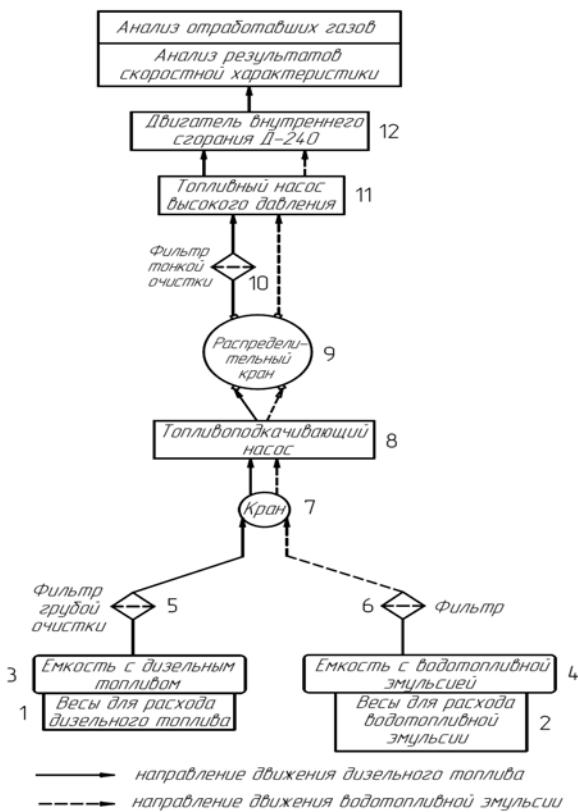 Анализ отработавших газов
Анализ результатов
скоростной характеристики
Двигатель внутреннего
сгорания Д-240
12
Топливный насос
высокого давления
11
Фильтр
тонкой
очистки
10
Распредели-
тельный
кран
9
Топливоподкачивающий
насос
8
Кран
7
Фильтр
грубой
очистки
5
6
Фильтр
3
Емкость с дизельным
топливом
1
Весы для расхода
дизельного топлива
Емкость с водотопливной
эмульсией
4
Весы для расхода
водотопливной
эмульсии
2
направление движения дизельного топлива
направление движения водотопливной эмульсии